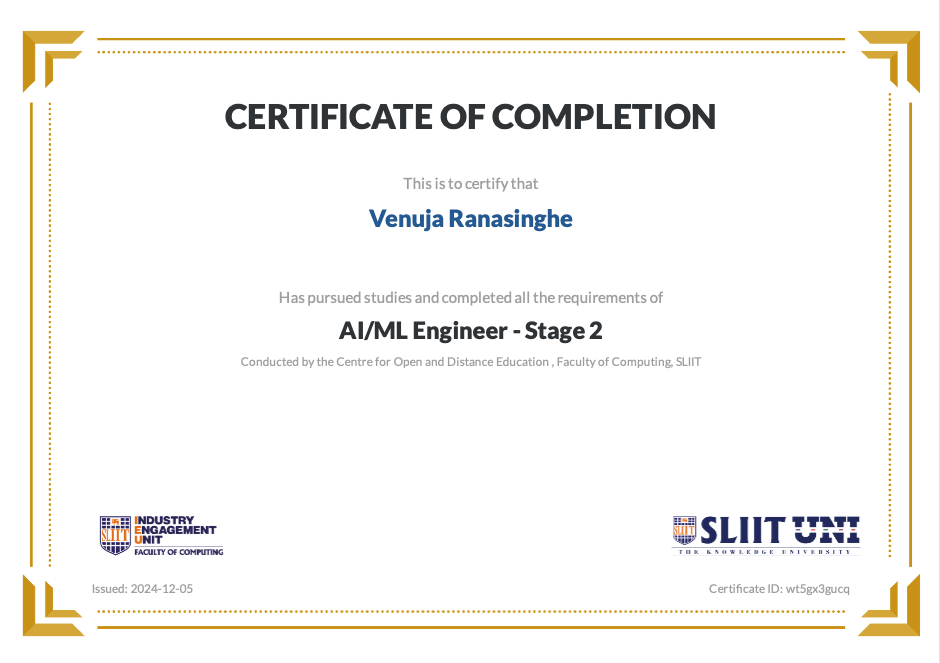 CERTIFICATE OF COMPLETION
This is to certify that
Venuja Ranasinghe
Has pursued studies and completed all the requirements of
AI/ML Engineer - Stage 2
Conducted by the Centre for Open and Distance Education , Faculty of Computing, SLIIT
SLIIT
INDUSTRY
ENGAGEMENT
UNIT
FACULTY OF COMPUTING
SLIIT
SLIIT UNI
THE KNOWLEDGE UNIVERSITY
Issued: 2024-12-05
Certificate ID: wt5gx3gucq